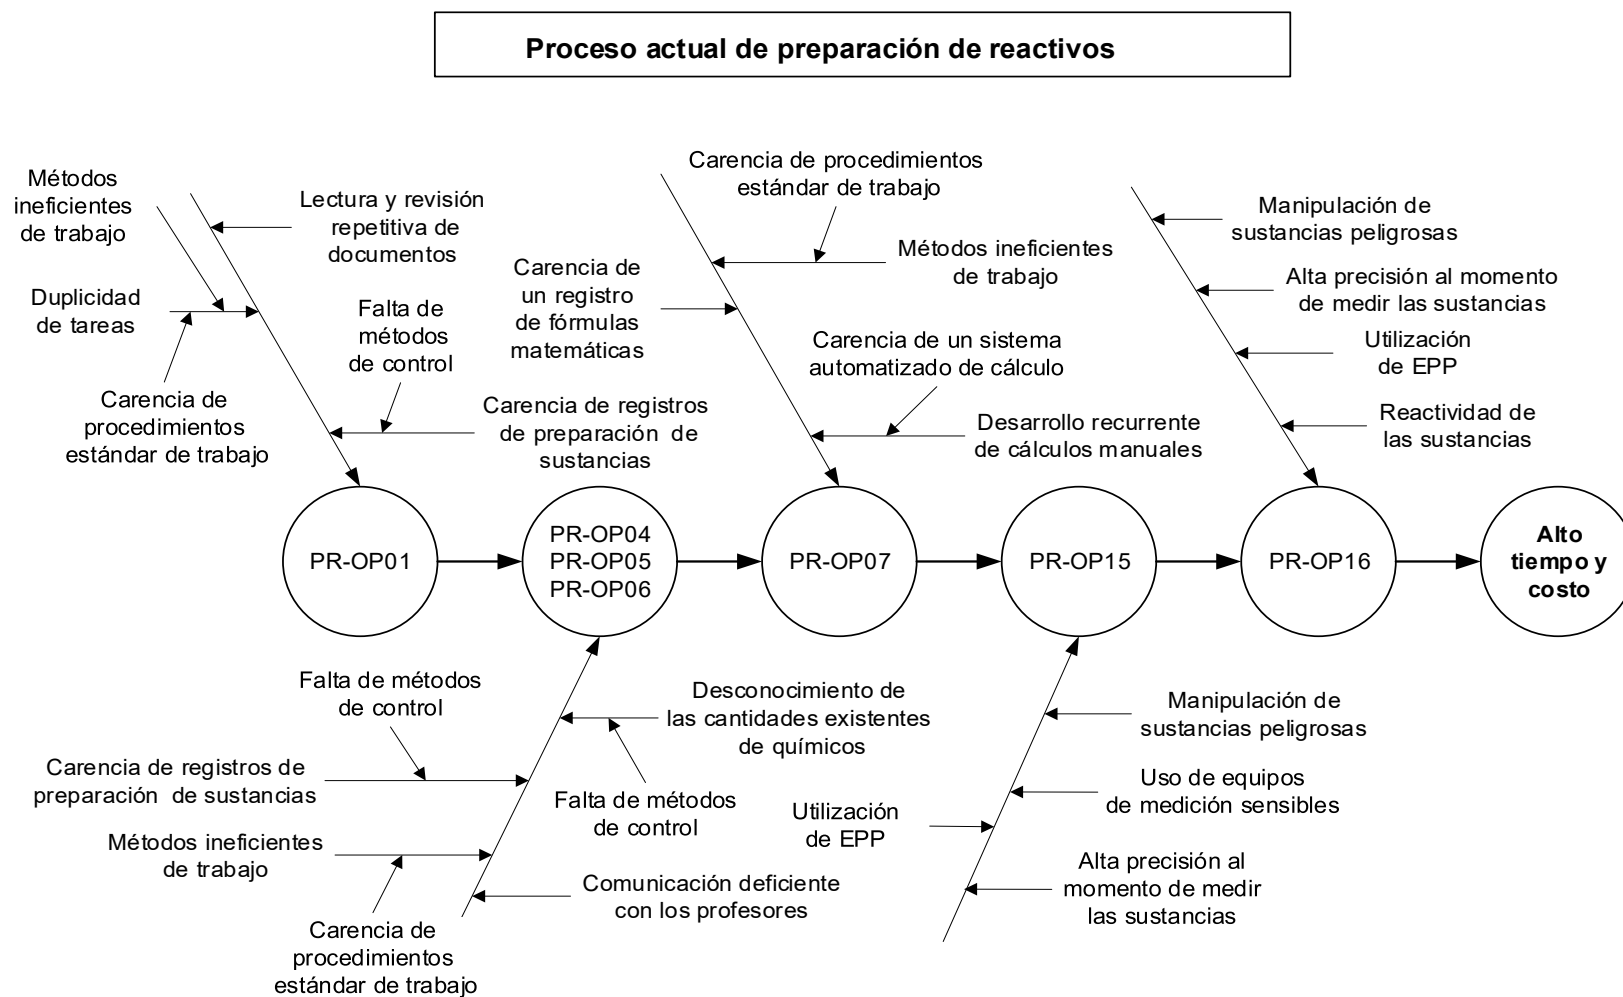 Proceso actual de preparación de reactivos
Métodos
ineficientes
de trabajo
Lectura y revisión
repetitiva de
documentos
Duplicidad
de tareas
Falta de
métodos
de control
Carencia de
procedimientos
estándar de trabajo
Carencia de registros
de preparación de
sustancias
Carencia de procedimientos
estándar de trabajo
Métodos ineficientes
de trabajo
Carencia de
un registro
de fórmulas
matemáticas
Carencia de un sistema
automatizado de cálculo
Desarrollo recurrente
de cálculos manuales
Manipulación de
sustancias peligrosas
Alta precisión al momento
de medir las sustancias
Utilización
de EPP
Reactividad de
las sustancias
PR-OP01
PR-OP04
PR-OP05
PR-OP06
PR-OP07
PR-OP15
PR-OP16
Alto
tiempo y
costo
Falta de métodos
de control
Desconocimiento de
las cantidades existentes
de químicos
Carencia de registros de
preparación de sustancias
Falta de métodos
de control
Métodos ineficientes
de trabajo
Comunicación deficiente
con los profesores
Carencia de
procedimientos
estándar de trabajo
Manipulación de
sustancias peligrosas
Uso de equipos
de medición sensibles
Utilización
de EPP
Alta precisión al
momento de medir
las sustancias